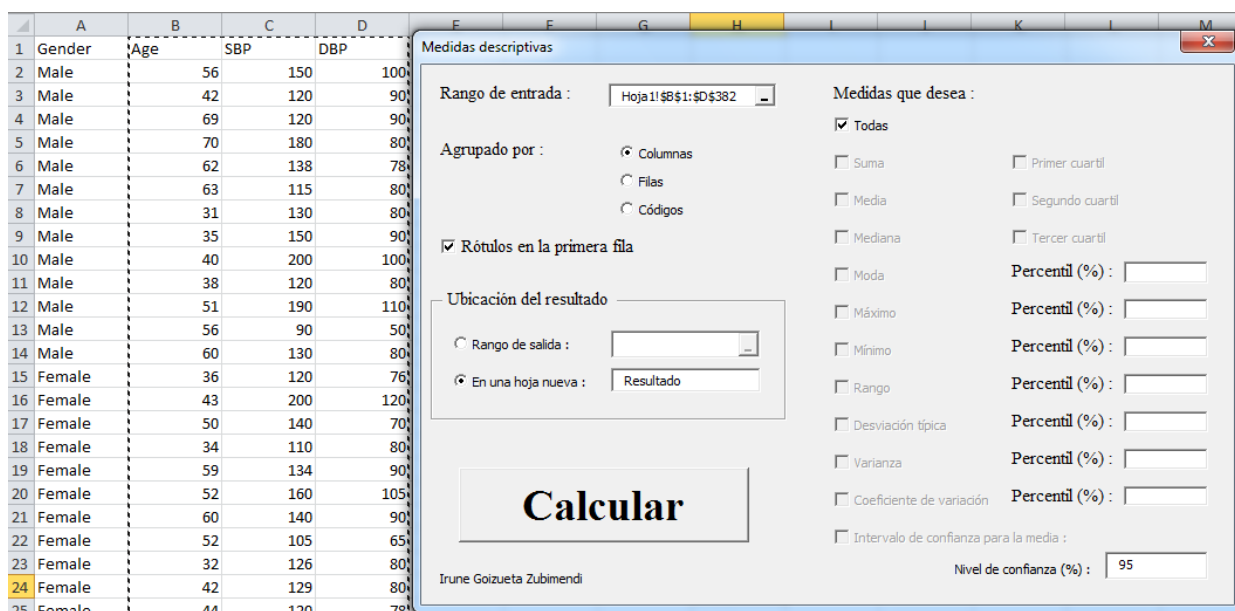 A B C D E F G H I J K L M
1 Gender Age SBP DBP
2 Male 56 150 100
3 Male 42 120 90
4 Male 69 120 90
5 Male 70 180 80
6 Male 62 138 78
7 Male 63 115 80
8 Male 31 130 80
9 Male 35 150 90
10 Male 40 200 100
11 Male 38 120 80
12 Male 51 190 110
13 Male 56 90 50
14 Male 60 130 80
15 Female 36 120 76
16 Female 43 200 120
17 Female 50 140 70
18 Female 34 110 80
19 Female 59 134 90
20 Female 52 160 105
21 Female 60 140 90
22 Female 52 105 65
23 Female 32 126 80
24 Female 42 129 80
25 Female 44 120 78
Medidas descriptivas
Rango de entrada : Hoja1!$B$1:$D$382
Agrupado por : Columnas
Filas
Códigos
Rótulos en la primera fila
Ubicación del resultado
Rango de salida :
En una hoja nueva : Resultado
Calcular
Irune Goizueta Zubimendi
Medidas que desea :
Todas
Suma Primer cuartil
Media Segundo cuartil
Mediana Tercer cuartil
Moda Percentil (%) :
Máximo Percentil (%) :
Mínimo Percentil (%) :
Rango Percentil (%) :
Desviación típica Percentil (%) :
Varianza Percentil (%) :
Coeficiente de variación Percentil (%) :
Intervalo de confianza para la media :
Nivel de confianza (%) : 95